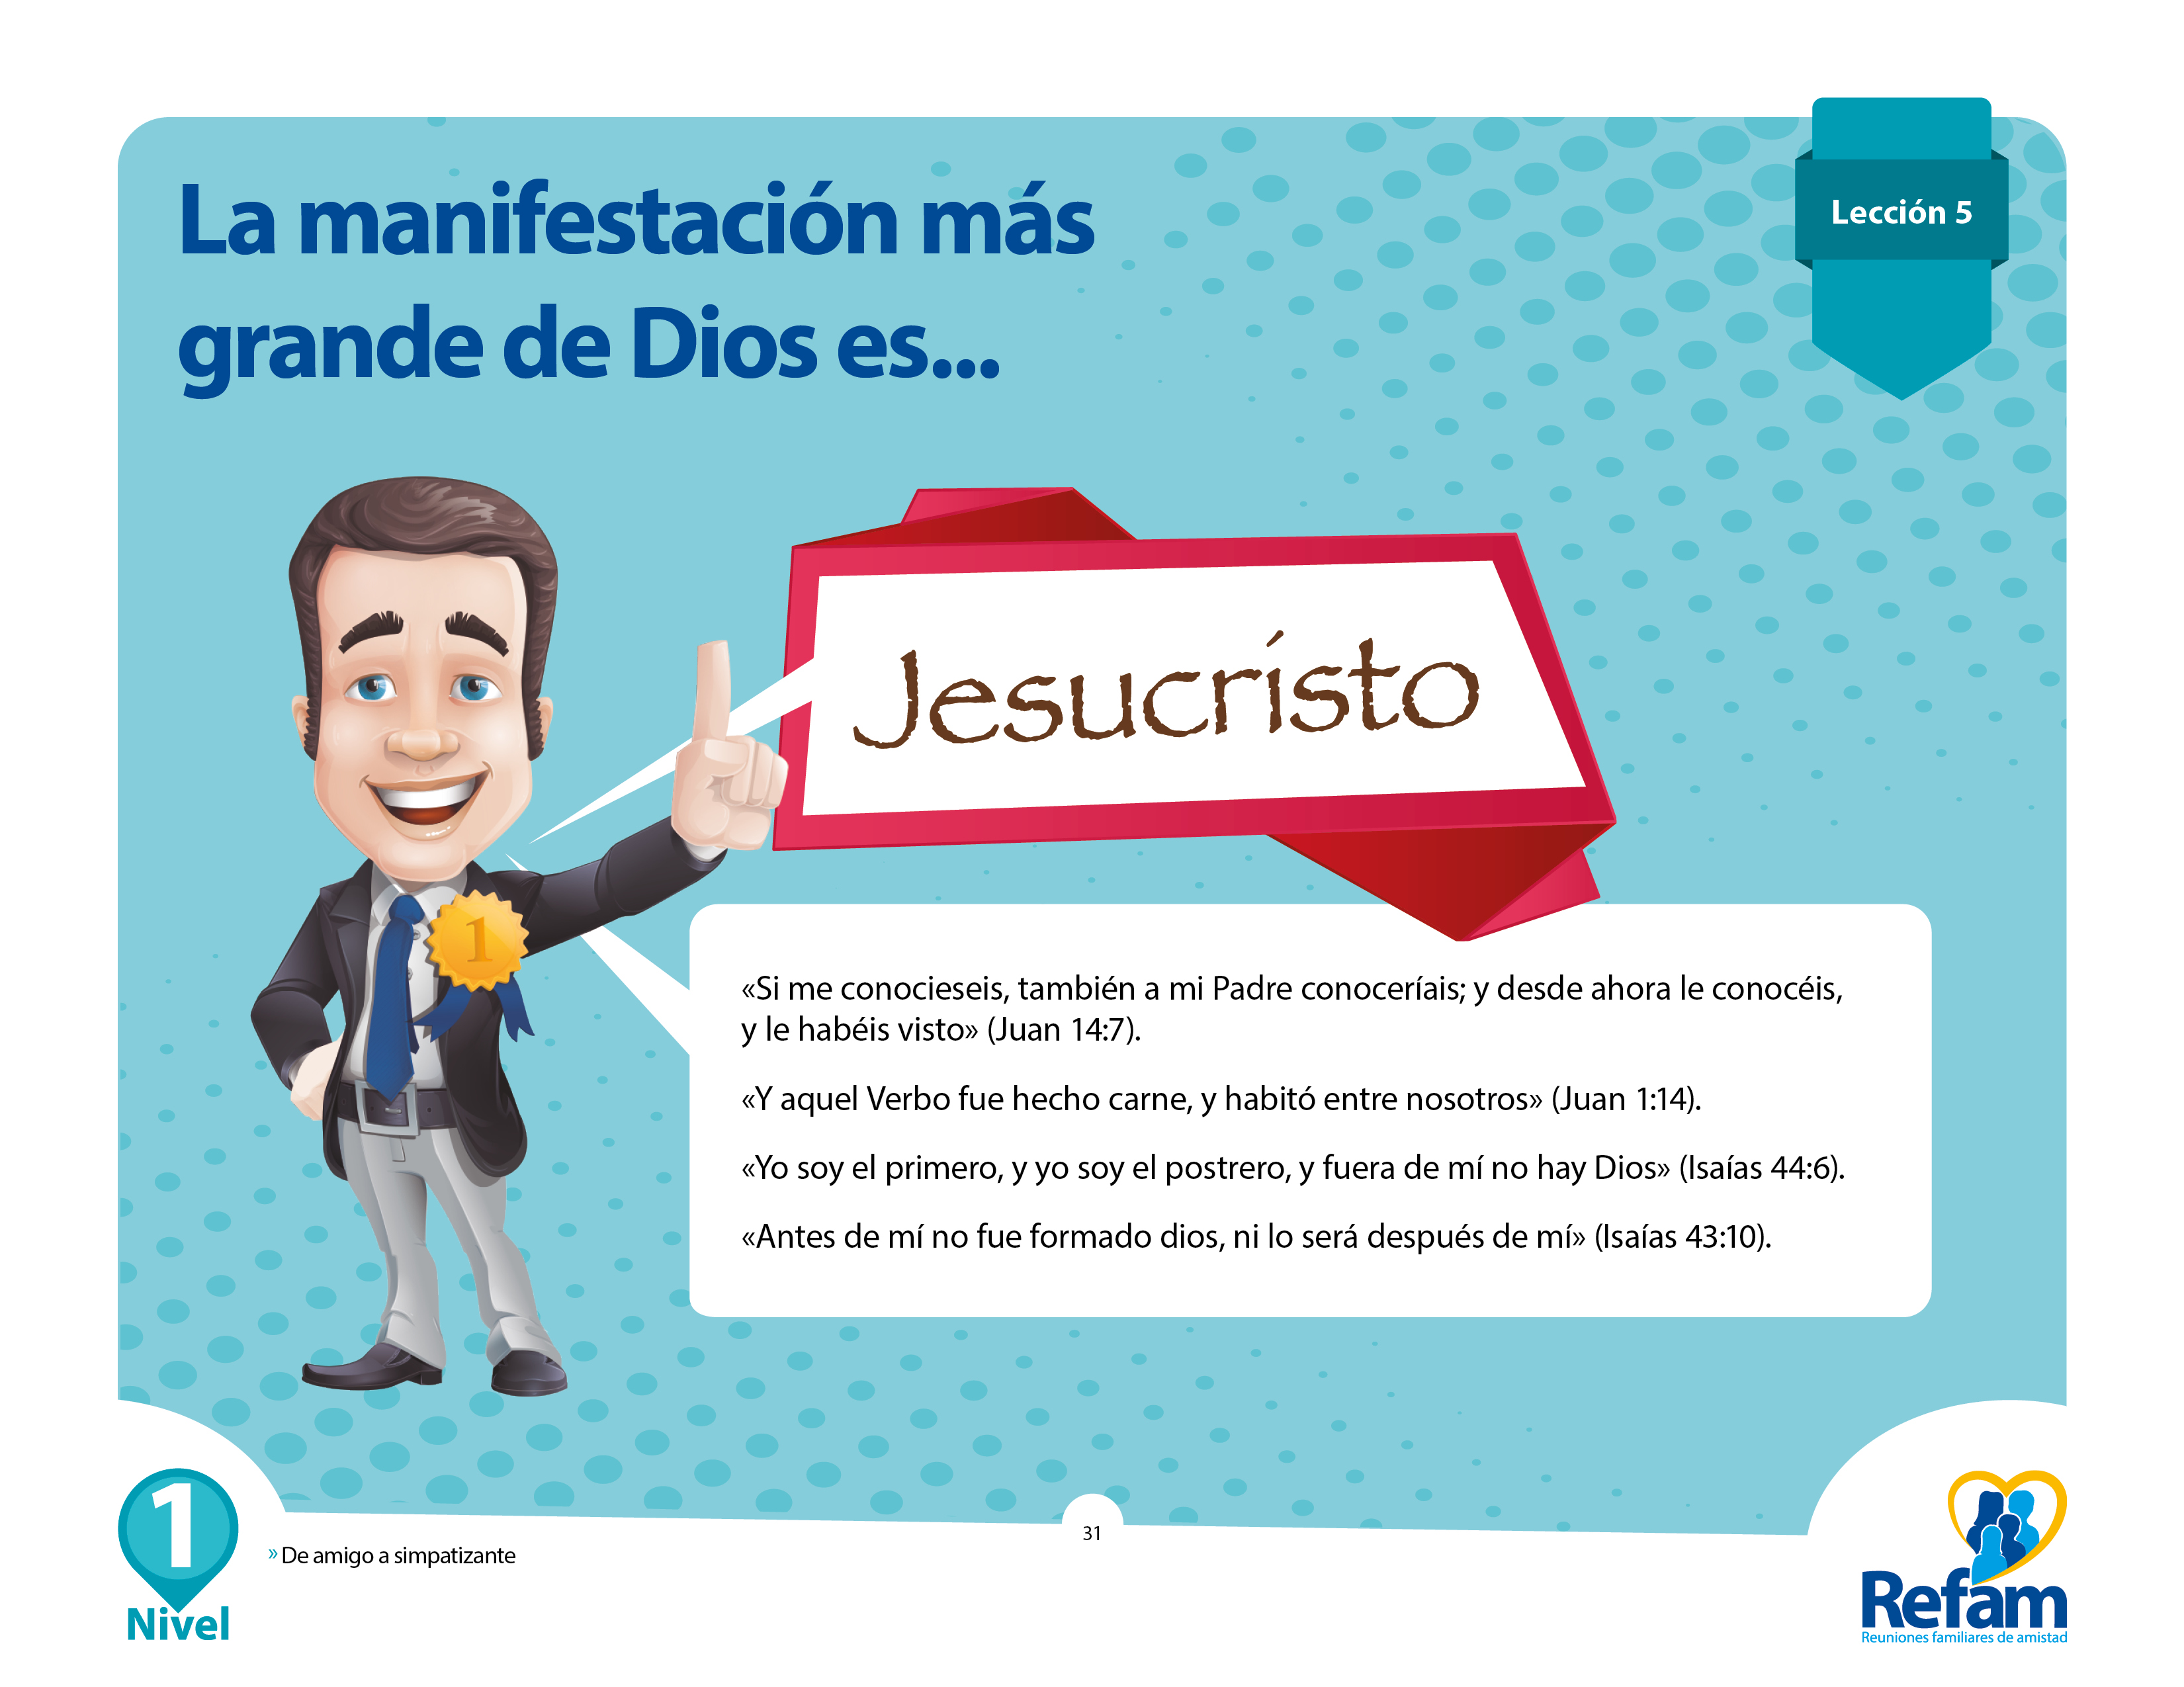 La manifestación más
grande de Dios es...
Lección 5
Jesucristo
1
«Si me conocieseis, también a mi Padre conoceríais; y desde ahora le conocéis,
y le habéis visto» (Juan 14:7).
«Y aquel Verbo fue hecho carne, y habitó entre nosotros» (Juan 1:14).
«Yo soy el primero, y yo soy el postrero, y fuera de mí no hay Dios» (Isaías 44:6).
«Antes de mí no fue formado dios, ni lo será después de mí» (Isaías 43:10).
1
Nivel
» De amigo a simpatizante
31
Refam
Reuniones familiares de amistad